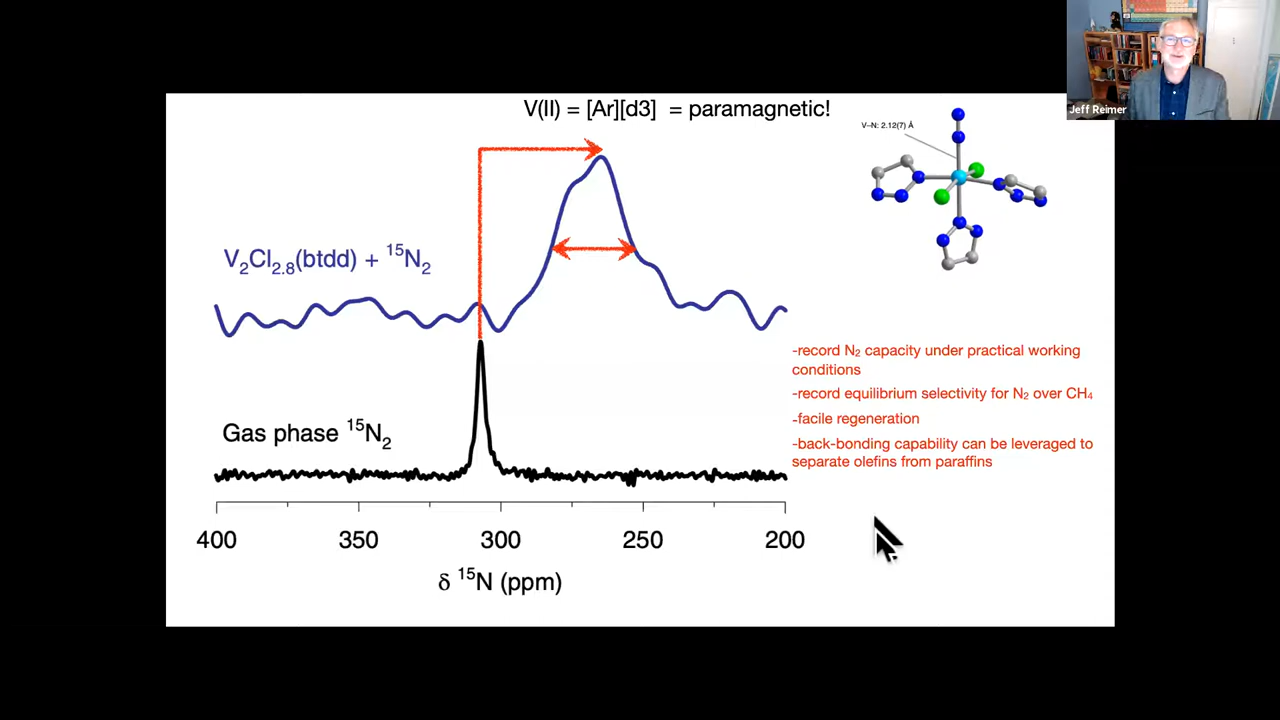 V(II) = [Ar][d3] = paramagnetic!
Jeff Reimer
V–N: 2.12(7) Å
V₂Cl₂.₈(btdd) + ¹⁵N₂
-record N₂ capacity under practical working
conditions
-record equilibrium selectivity for N₂ over CH₄
-facile regeneration
-back-bonding capability can be leveraged to
separate olefins from paraffins
Gas phase ¹⁵N₂
400 350 300 250 200
δ ¹⁵N (ppm)